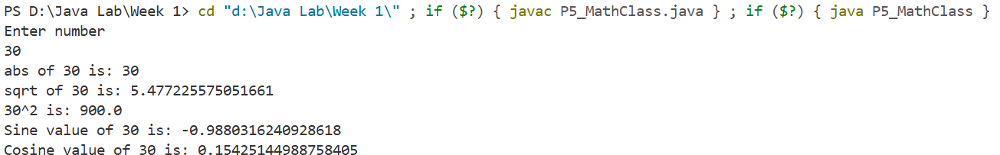 PS D:\Java Lab\Week 1> cd "d:\Java Lab\Week 1\" ; if ($?) { javac P5_MathClass.java } ; if ($?) { java P5_MathClass }
Enter number
30
abs of 30 is: 30
sqrt of 30 is: 5.477225575051661
30^2 is: 900.0
Sine value of 30 is: -0.9880316240928618
Cosine value of 30 is: 0.15425144988758405